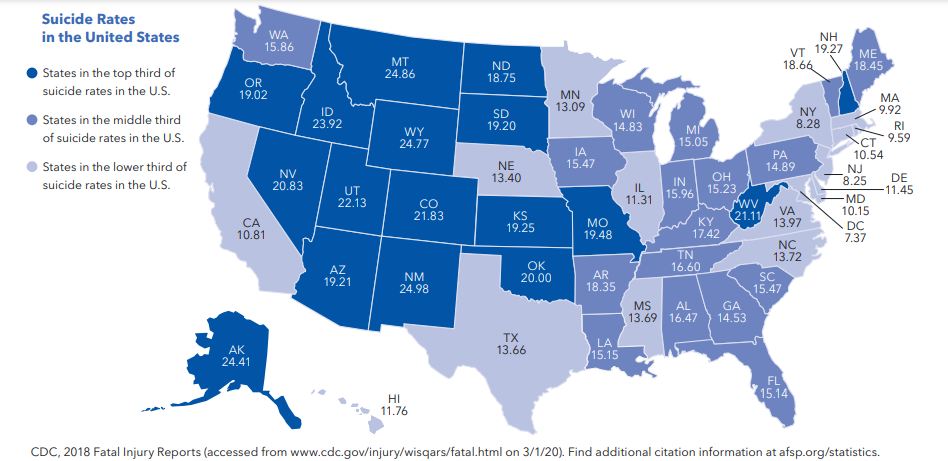 Suicide Rates
in the United States
States in the top third of
suicide rates in the U.S.
States in the middle third
of suicide rates in the U.S.
States in the lower third of
suicide rates in the U.S.
WA
15.86
OR
19.02
ID
23.92
MT
24.86
ND
18.75
SD
19.20
WY
24.77
NE
13.40
NV
20.83
UT
22.13
CO
21.83
KS
19.25
CA
10.81
AZ
19.21
NM
24.98
OK
20.00
TX
13.66
AK
24.41
HI
11.76
MN
13.09
IA
15.47
MO
19.48
AR
18.35
LA
15.15
WI
14.83
IL
11.31
MI
15.05
IN
15.96
OH
15.23
KY
17.42
TN
16.60
MS
13.69
AL
16.47
GA
14.53
FL
15.14
SC
15.47
NC
13.72
VA
13.97
WV
21.11
PA
14.89
NY
8.28
VT
18.66
NH
19.27
ME
18.45
MA
9.92
RI
9.59
CT
10.54
NJ
8.25
DE
11.45
MD
10.15
DC
7.37
CDC, 2018 Fatal Injury Reports (accessed from www.cdc.gov/injury/wisqars/fatal.html on 3/1/20). Find additional citation information at afsp.org/statistics.